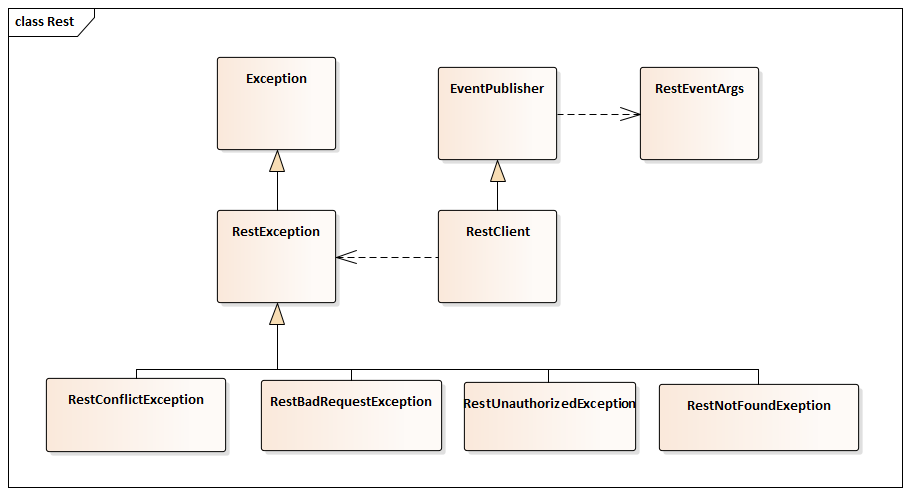 class Rest
Exception
EventPublisher
RestEventArgs
RestException
RestClient
RestConflictException
RestBadRequestException
RestUnauthorizedException
RestNotFoundExeption